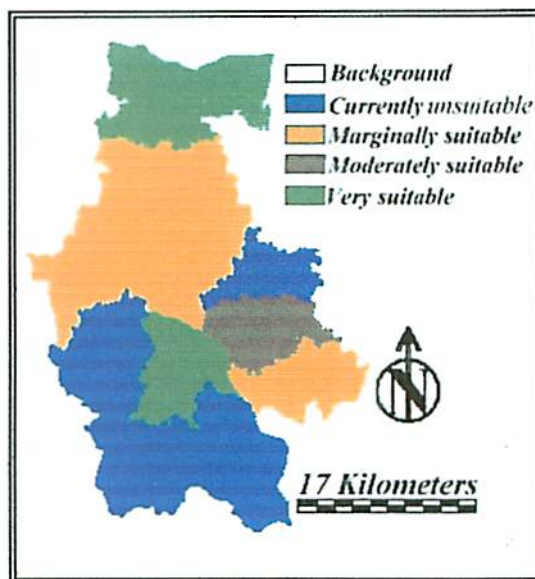 Background
Currently unsuitable
Marginally suitable
Moderately suitable
Very suitable
N
17 Kilometers